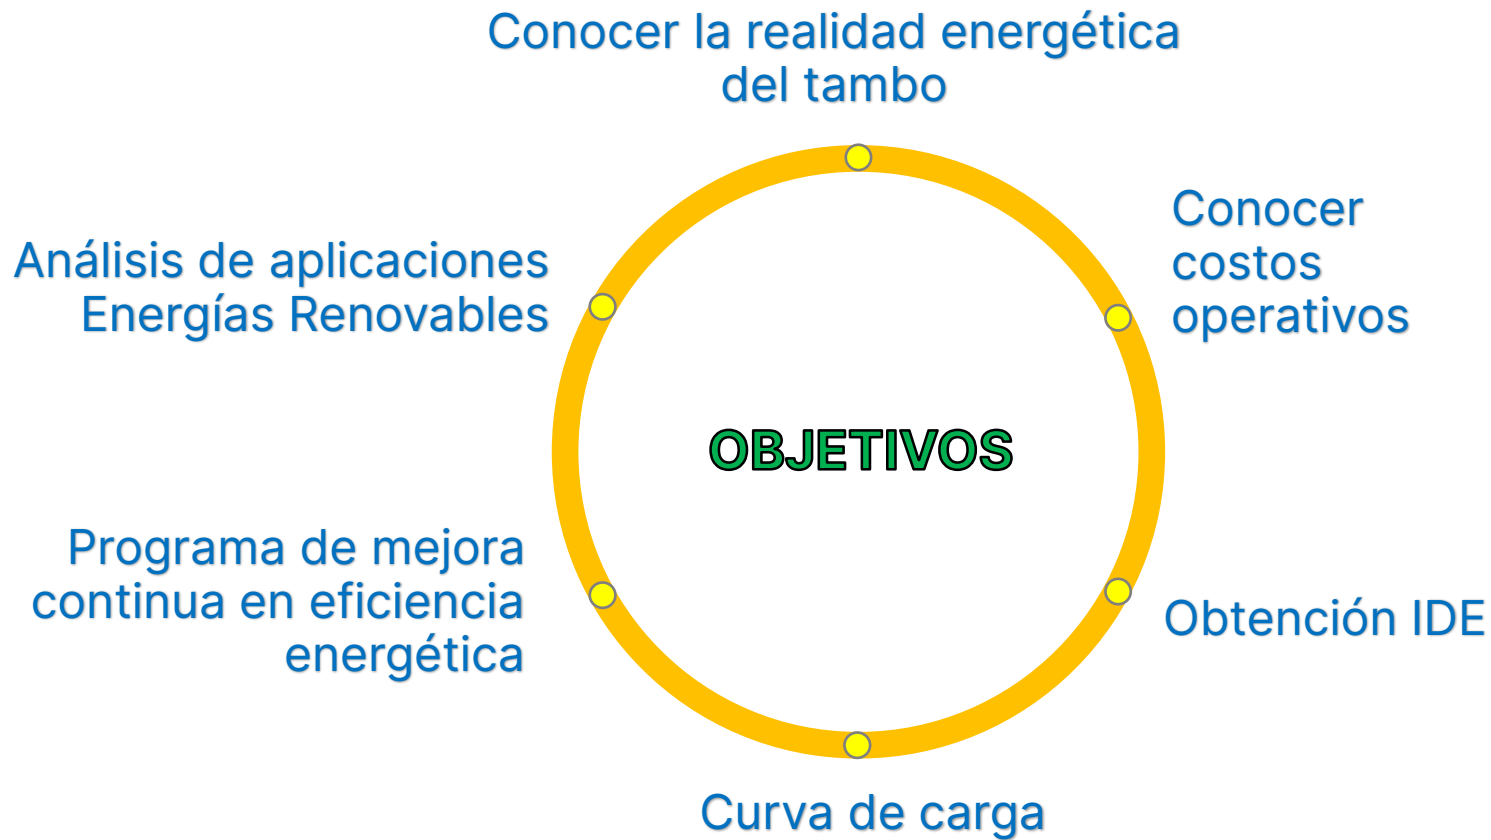 Conocer la realidad energética
del tambo
Conocer
costos
operativos
Análisis de aplicaciones
Energías Renovables
OBJETIVOS
Programa de mejora
continua en eficiencia
energética
Obtención IDE
Curva de carga